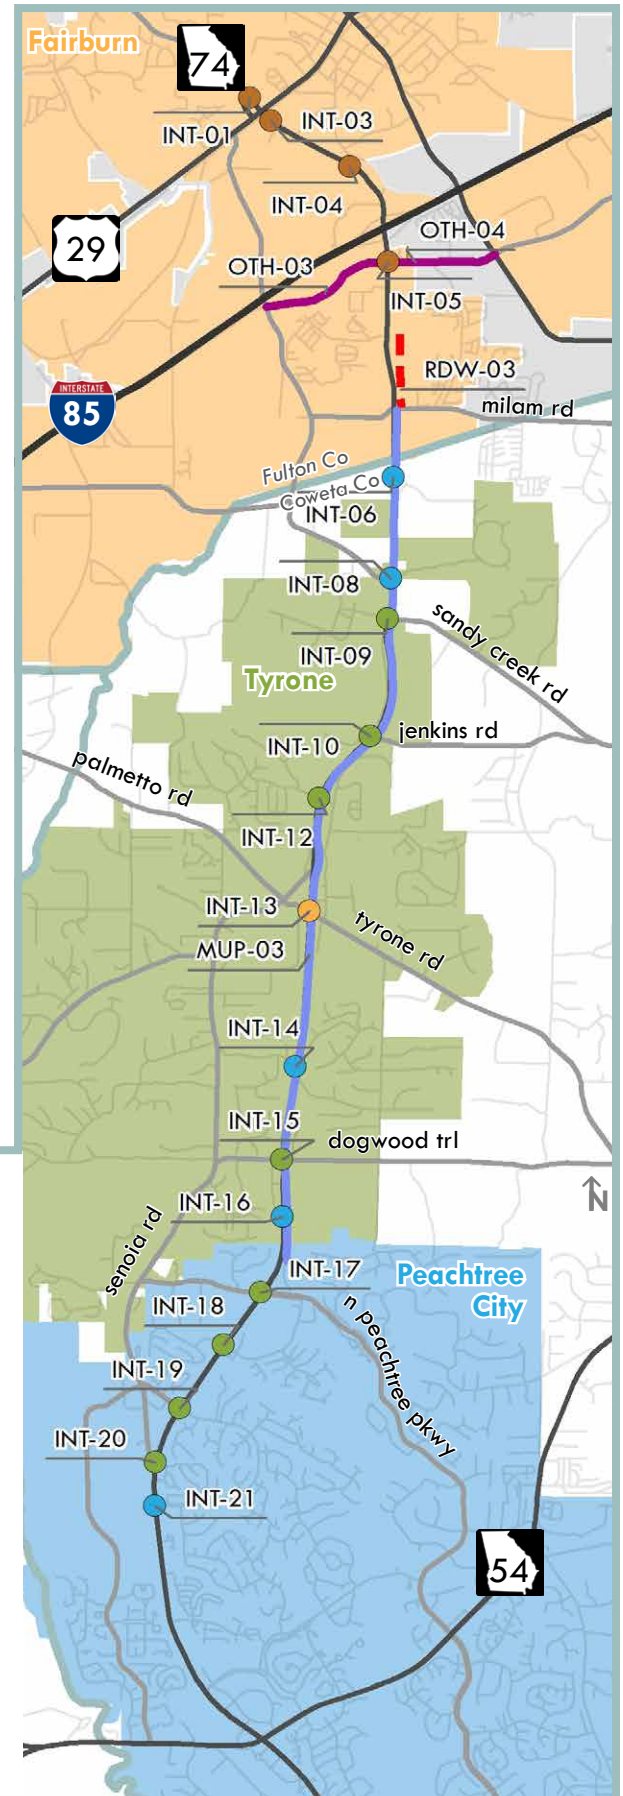 Fairburn
74
INT-01
INT-03
INT-04
29
OTH-04
OTH-03
INT-05
INTERSTATE
85
RDW-03
milam rd
Fulton Co
Coweta Co
INT-06
INT-08
sandy creek rd
INT-09
Tyrone
jenkins rd
INT-10
palmetto rd
INT-12
INT-13
tyrone rd
MUP-03
INT-14
INT-15
dogwood trl
N
INT-16
senoia rd
INT-17
Peachtree
City
INT-18
n peachtree pkwy
INT-19
INT-20
INT-21
54